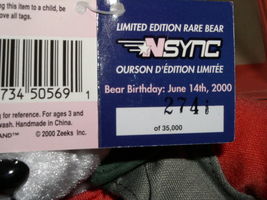 ing this item to a child, be
ve all tags.
734 50569 1
e for. For ages 3 and
wash. Handmade in China.
AND™ © 2000 Zeeks Inc.
LIMITED EDITION RARE BEAR
NSYNC
OURSON D'ÉDITION LIMITÉE
Bear Birthday: June 14th, 2000
2741
of 35,000